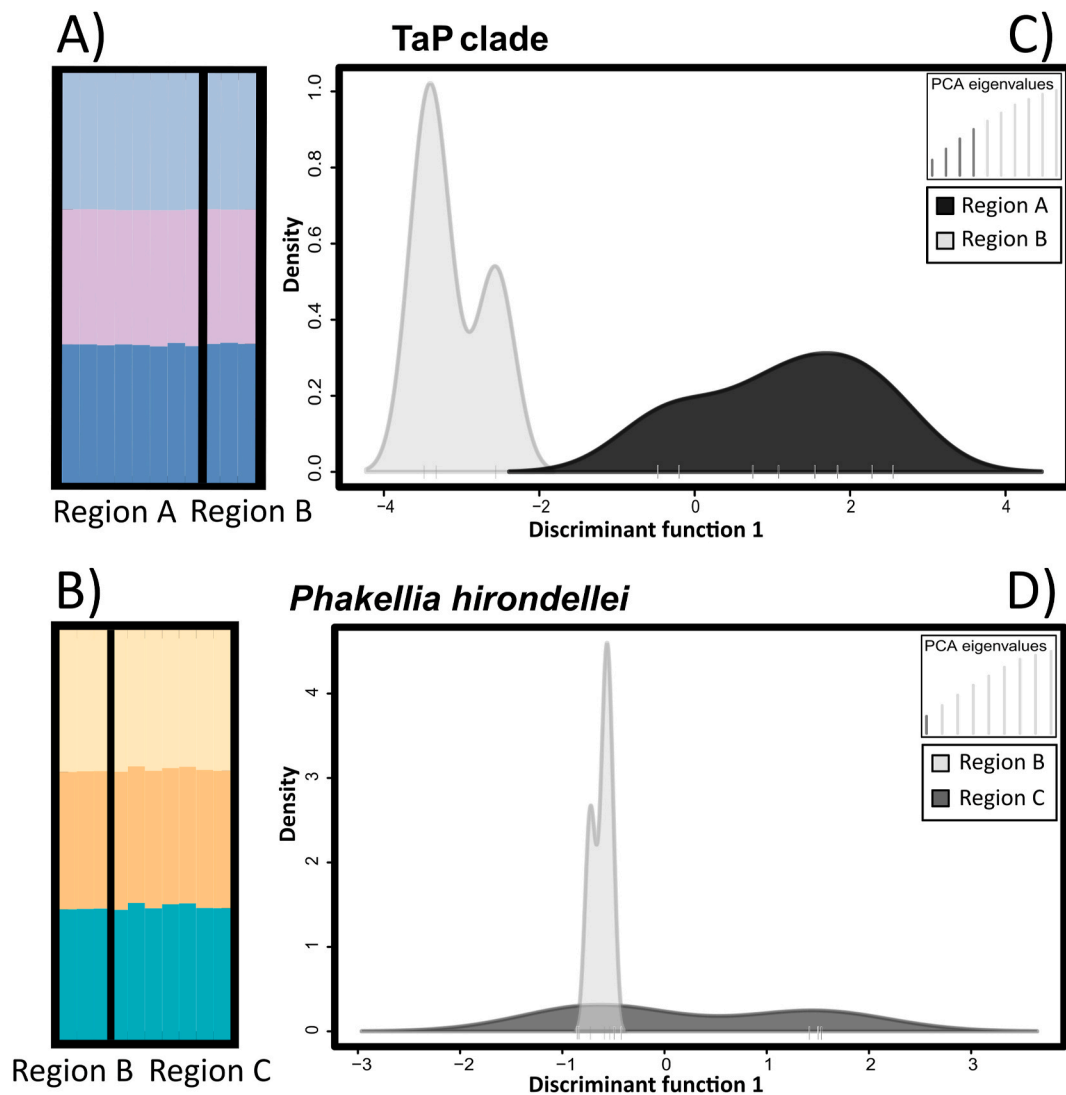 A)
TaP clade
C)
PCA eigenvalues
Region A
Region B
Density
0.0
0.2
0.4
0.6
0.8
1.0
−4
−2
0
2
4
Discriminant function 1
Region A
Region B
B)
Phakellia hirondellei
D)
PCA eigenvalues
Region B
Region C
Density
0
1
2
3
4
−3
−2
−1
0
1
2
3
Discriminant function 1
Region B
Region C